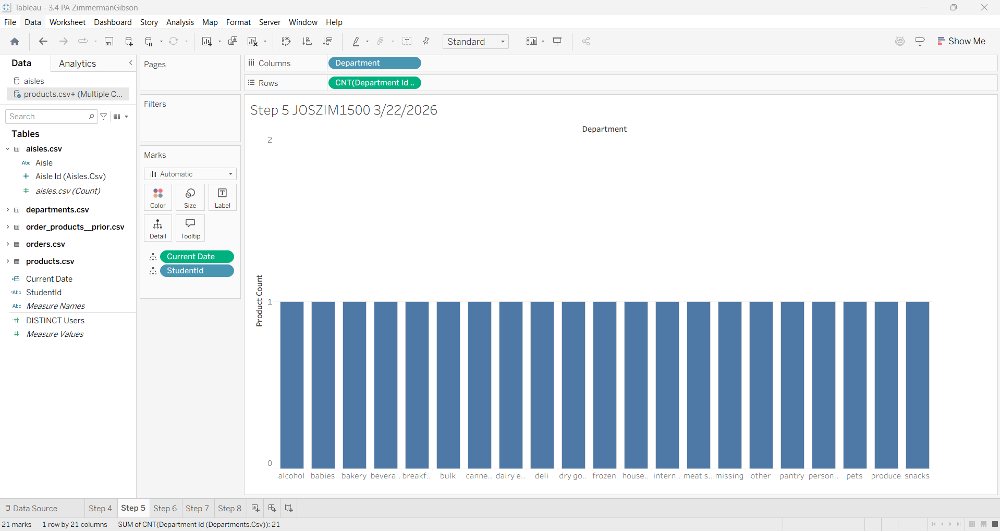 Tableau - 3.4 PA ZimmermanGibson
File Data Worksheet Dashboard Story Analysis Map Format Server Window Help
Standard
Show Me
Data Analytics
aisles
products.csv+ (Multiple C...
Search
Tables
aisles.csv
Abc Aisle
# Aisle Id (Aisles.Csv)
# aisles.csv (Count)
departments.csv
order_products__prior.csv
orders.csv
products.csv
Current Date
=Abc StudentId
Abc Measure Names
=# DISTINCT Users
# Measure Values
Pages
Filters
Marks
Automatic
Color Size Label
Detail Tooltip
Current Date
StudentId
Columns Department
Rows CNT(Department Id ..
Step 5 JOSZIM1500 3/22/2026
Department
2
1
0
Product Count
alcohol babies bakery bevera.. breakf.. bulk canne.. dairy e.. deli dry go.. frozen house.. intern.. meat s.. missing other pantry person.. pets produce snacks
Data Source Step 4 Step 5 Step 6 Step 7 Step 8
21 marks 1 row by 21 columns SUM of CNT(Department Id (Departments.Csv)): 21